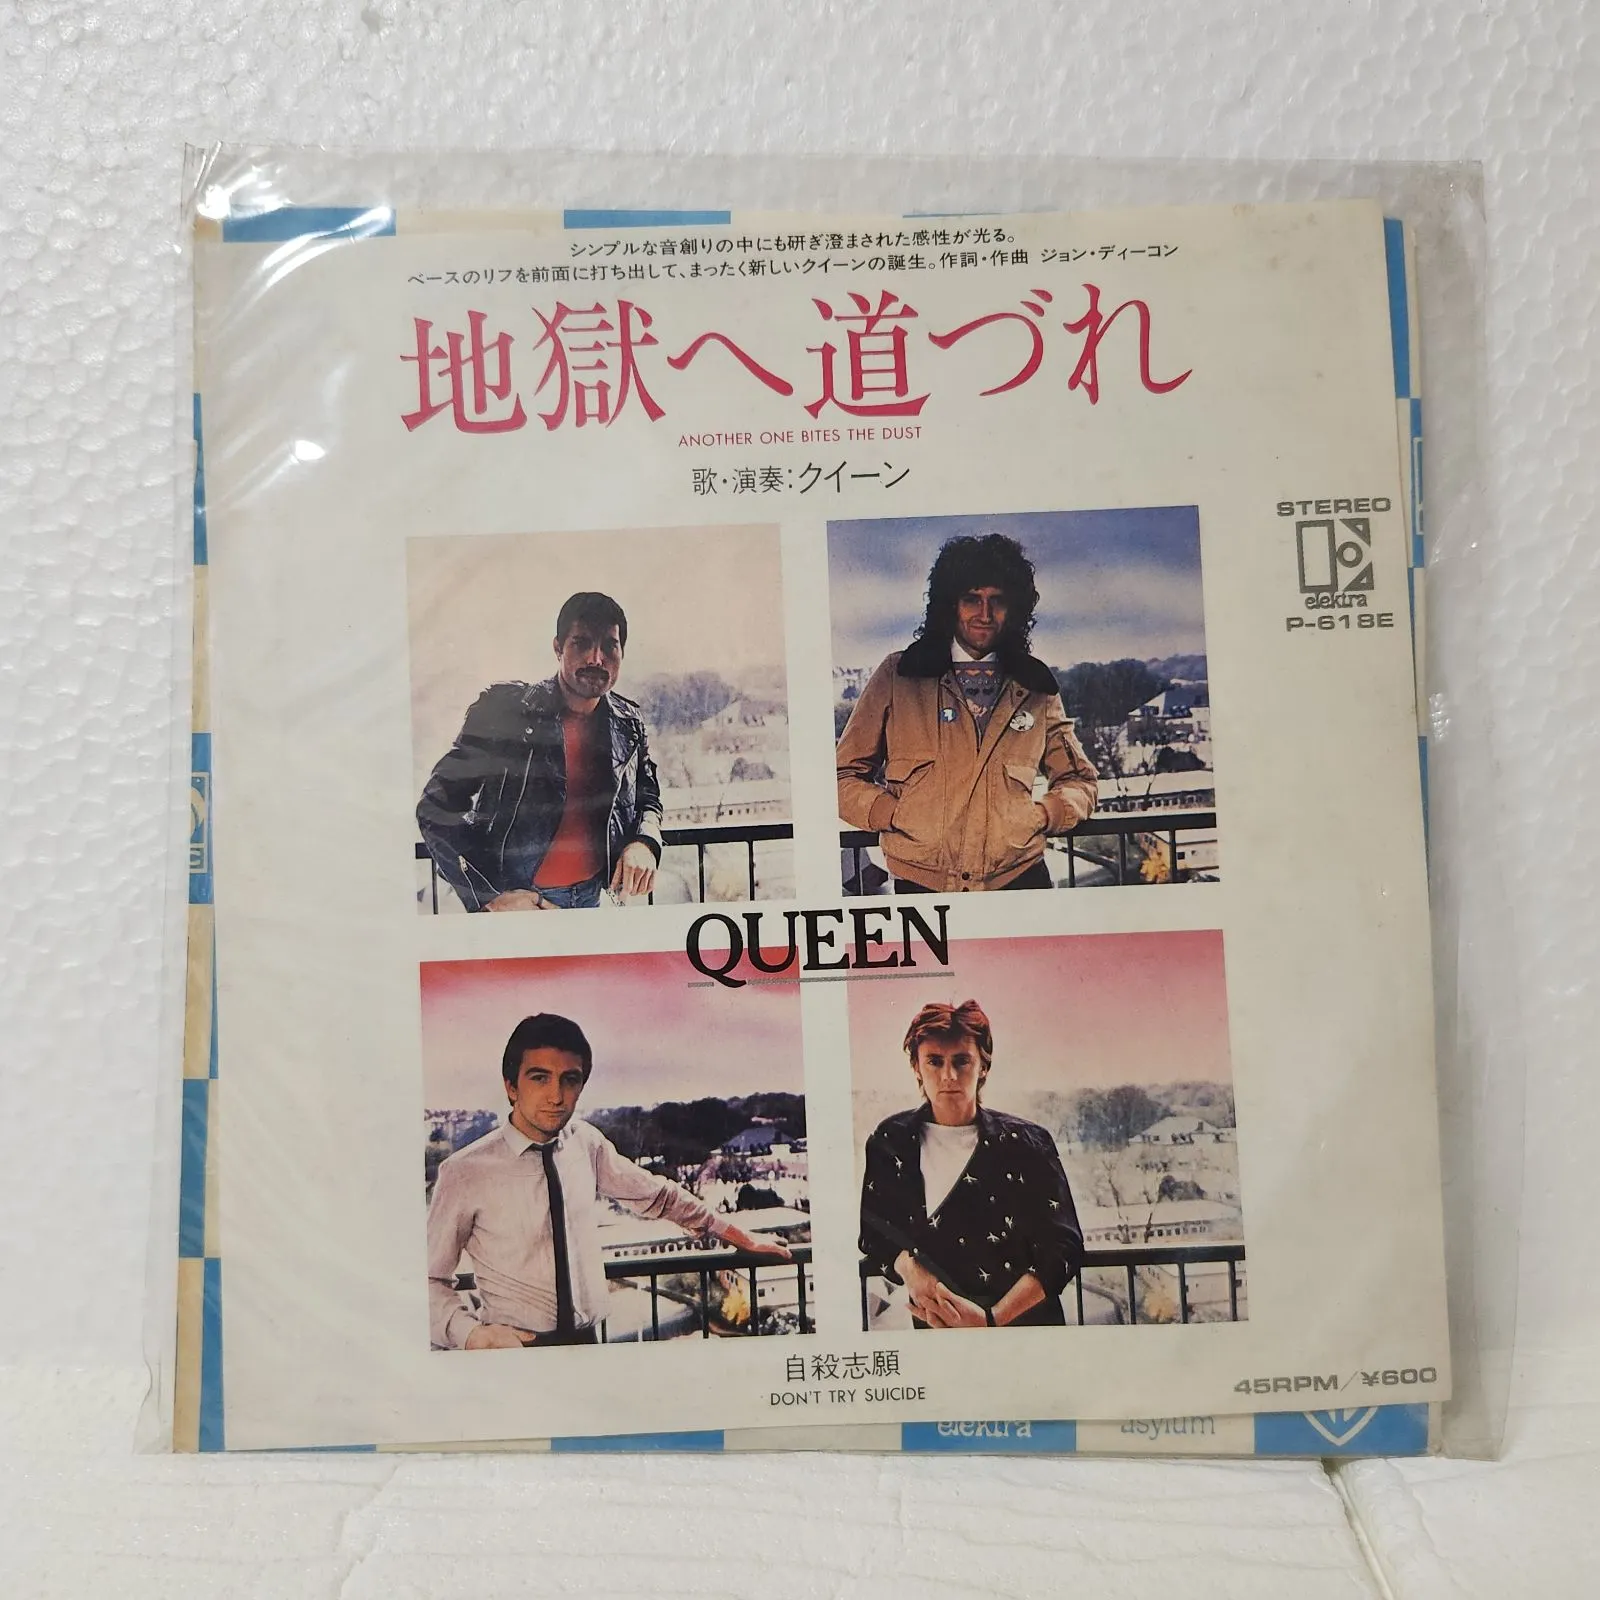 シンプルな音創りの中にも研ぎ澄まされた感性が光る。
ベースのリフを前面に打ち出して、まったく新しいクイーンの誕生。作詞・作曲 ジョン・ディーコン
地獄へ道づれ
ANOTHER ONE BITES THE DUST
歌・演奏:クイーン
STEREO
elektra
P-618E
QUEEN
自殺志願
DON'T TRY SUICIDE
45RPM/¥600
elektra
asylum